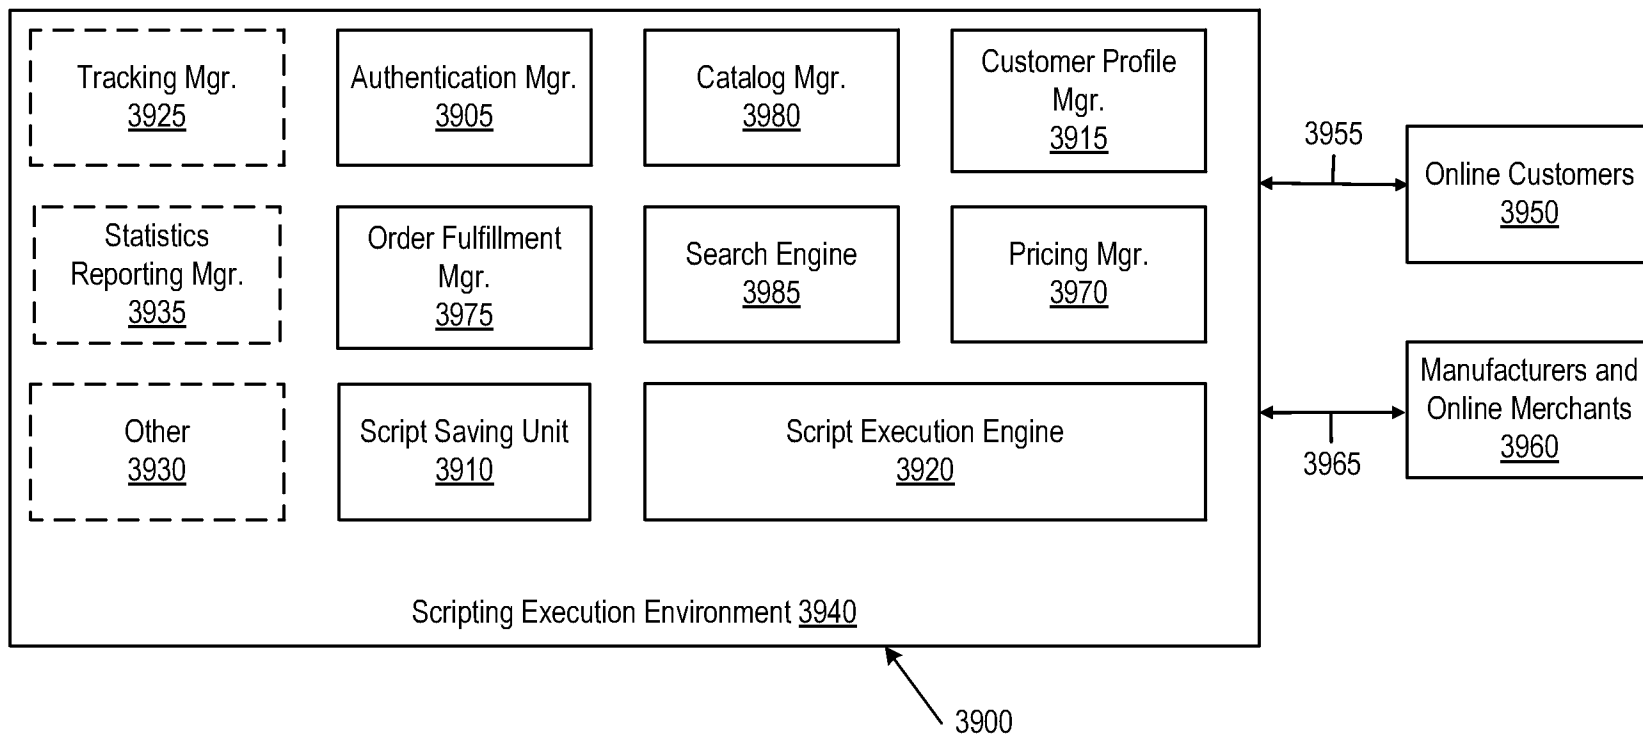 Tracking Mgr.
3925
Authentication Mgr.
3905
Catalog Mgr.
3980
Customer Profile
Mgr.
3915
Statistics
Reporting Mgr.
3935
Order Fulfillment
Mgr.
3975
Search Engine
3985
Pricing Mgr.
3970
Other
3930
Script Saving Unit
3910
Script Execution Engine
3920
Scripting Execution Environment 3940
3900
3955
Online Customers
3950
Manufacturers and
Online Merchants
3960
3965